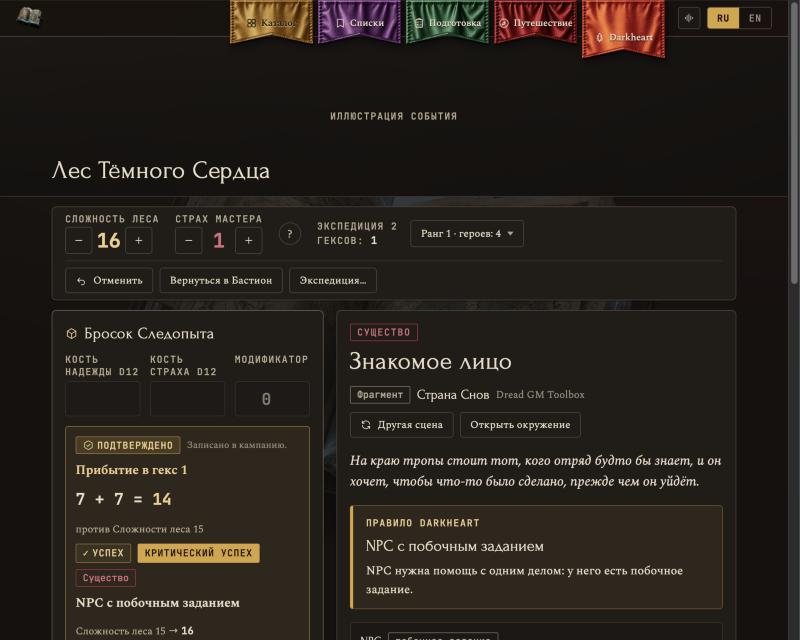 Каталог
Списки
Подготовка
Путешествие
Darkheart
RU
EN
ИЛЛЮСТРАЦИЯ СОБЫТИЯ
Лес Тёмного Сердца
СЛОЖНОСТЬ ЛЕСА
СТРАХ МАСТЕРА
− 16 +
− 1 +
?
ЭКСПЕДИЦИЯ 2
ГЕКСОВ: 1
Ранг 1 · героев: 4
Отменить
Вернуться в Бастион
Экспедиция…
Бросок Следопыта
КОСТЬ НАДЕЖДЫ D12
КОСТЬ СТРАХА D12
МОДИФИКАТОР
0
ПОДТВЕРЖДЕНО
Записано в кампанию.
Прибытие в гекс 1
7 + 7 = 14
против Сложности леса 15
✓ УСПЕХ
КРИТИЧЕСКИЙ УСПЕХ
Существо
NPC с побочным заданием
Сложность леса 15 → 16
СУЩЕСТВО
Знакомое лицо
Фрагмент
Страна Снов
Dread GM Toolbox
Другая сцена
Открыть окружение
На краю тропы стоит тот, кого отряд будто бы знает, и он
хочет, чтобы что-то было сделано, прежде чем он уйдёт.
ПРАВИЛО DARKHEART
NPC с побочным заданием
NPC нужна помощь с одним делом: у него есть побочное
задание.
NPC
побочное задание